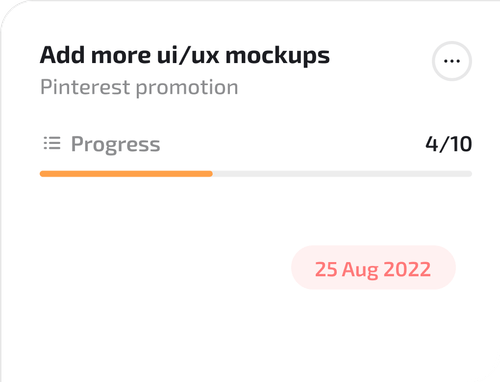 Add more ui/ux mockups
Pinterest promotion
Progress 4/10
25 Aug 2022